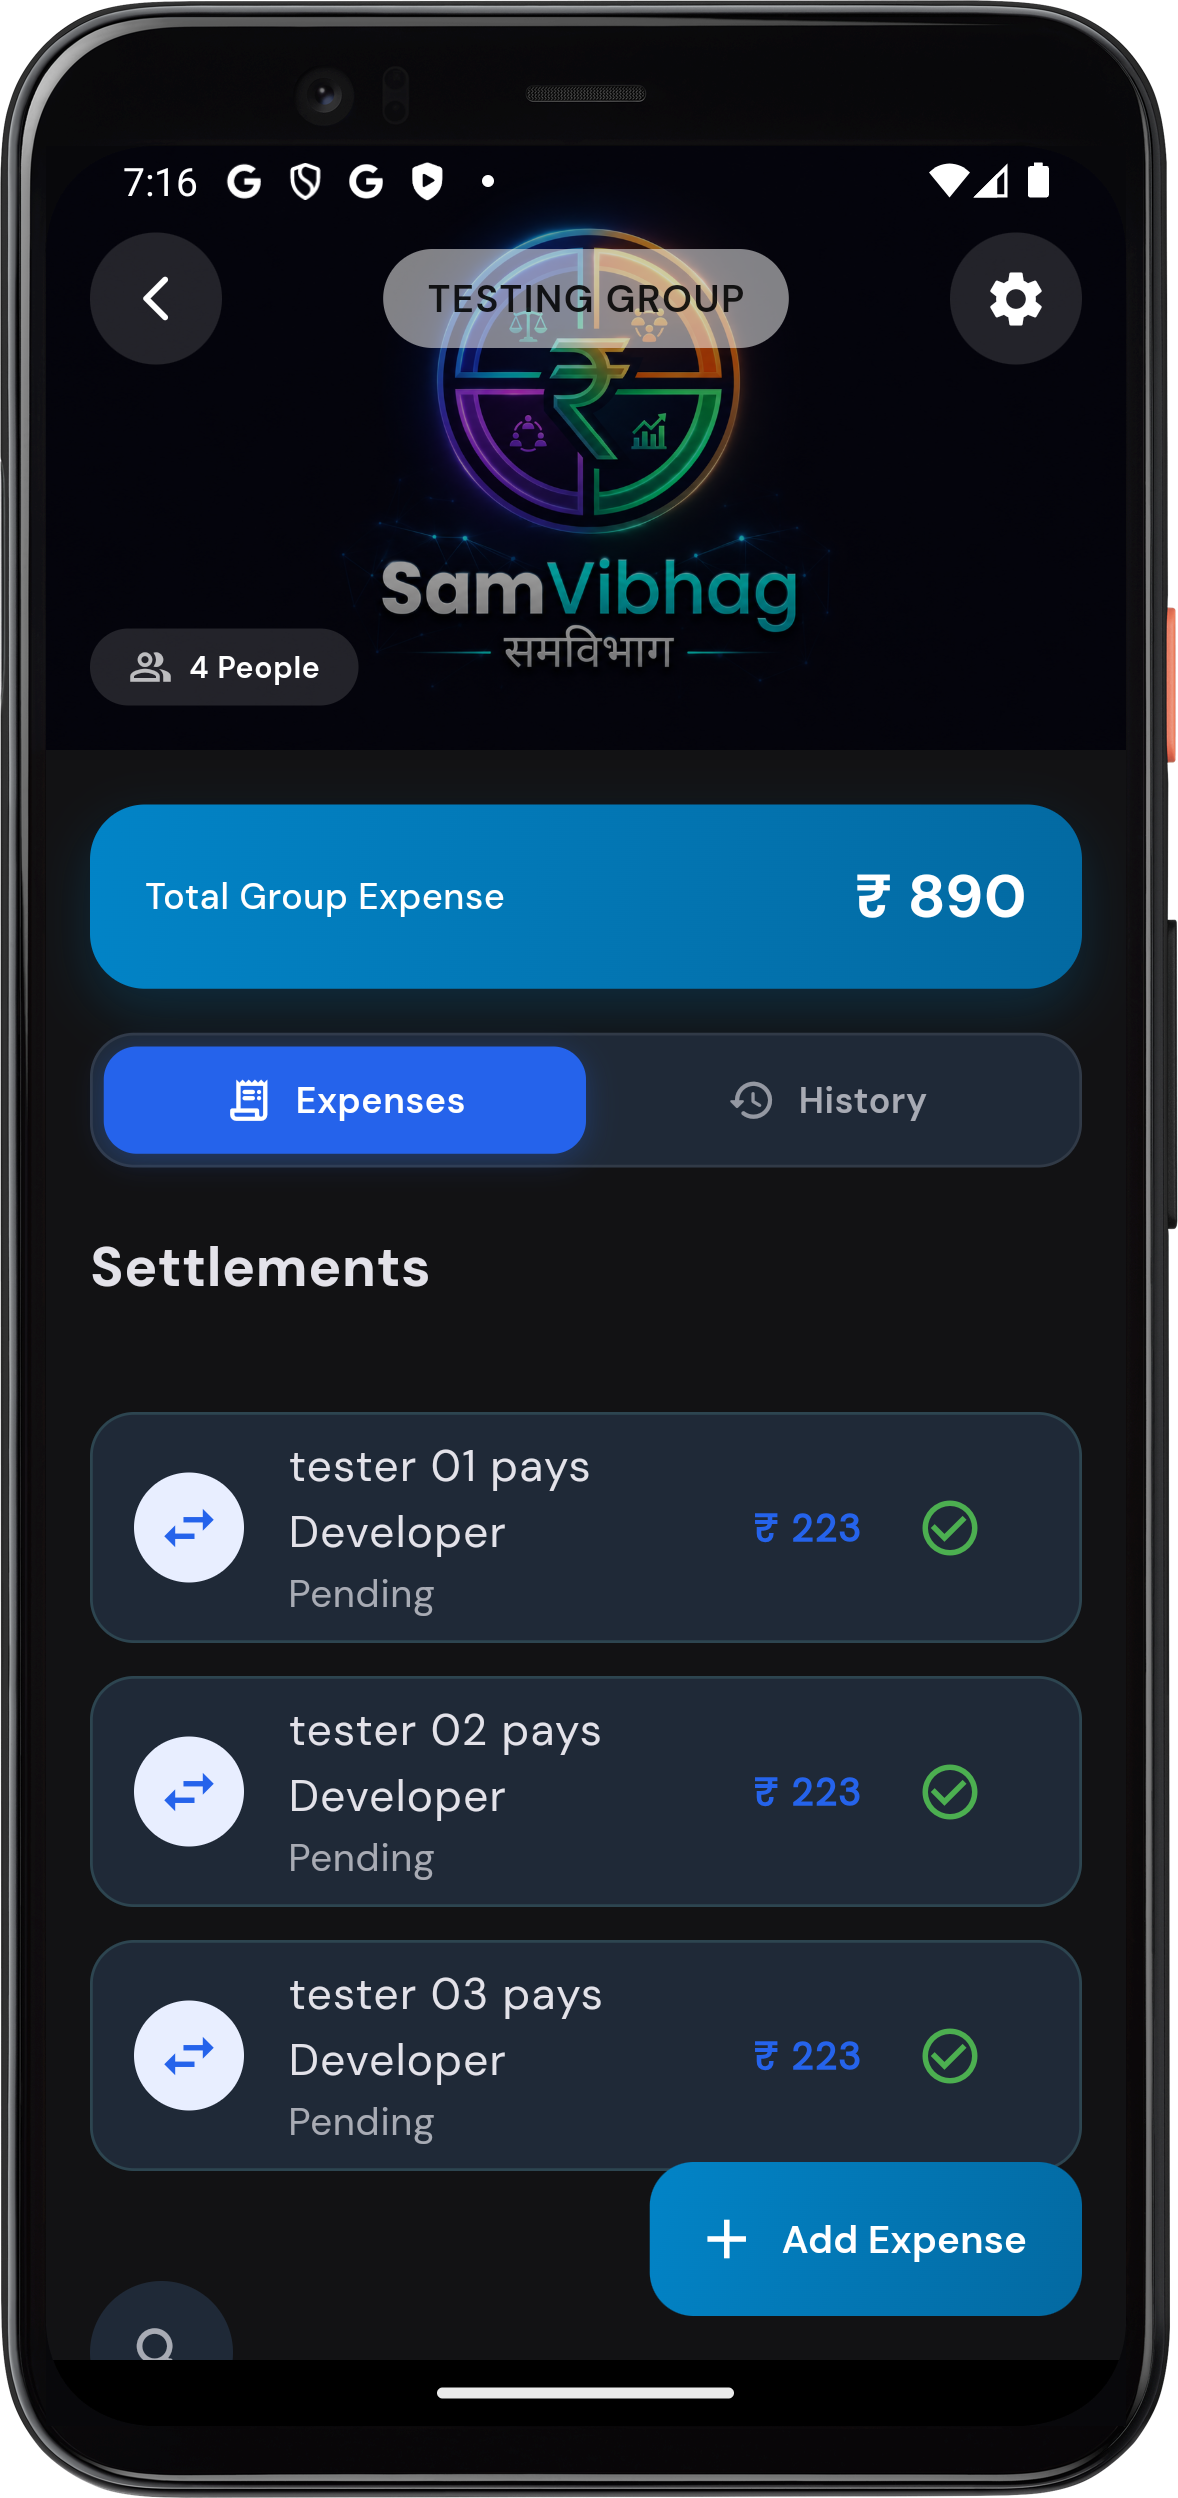 7:16
TESTING GROUP
SamVibhag
समविभाग
4 People
Total Group Expense
₹ 890
Expenses
History
Settlements
tester 01 pays
Developer
Pending
₹ 223
tester 02 pays
Developer
Pending
₹ 223
tester 03 pays
Developer
Pending
₹ 223
Add Expense